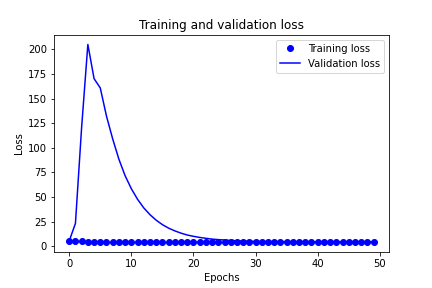 Training and validation loss
Training loss
Validation loss
Loss
200
175
150
125
100
75
50
25
0
0 10 20 30 40 50
Epochs